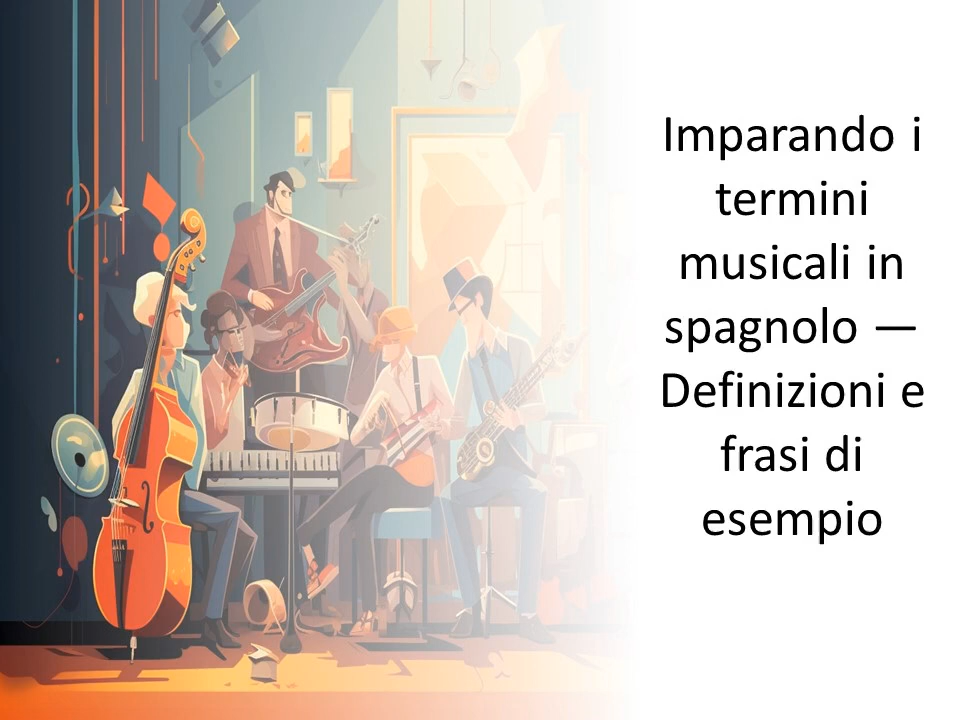 Imparando i
termini
musicali in
spagnolo —
Definizioni e
frasi di
esempio